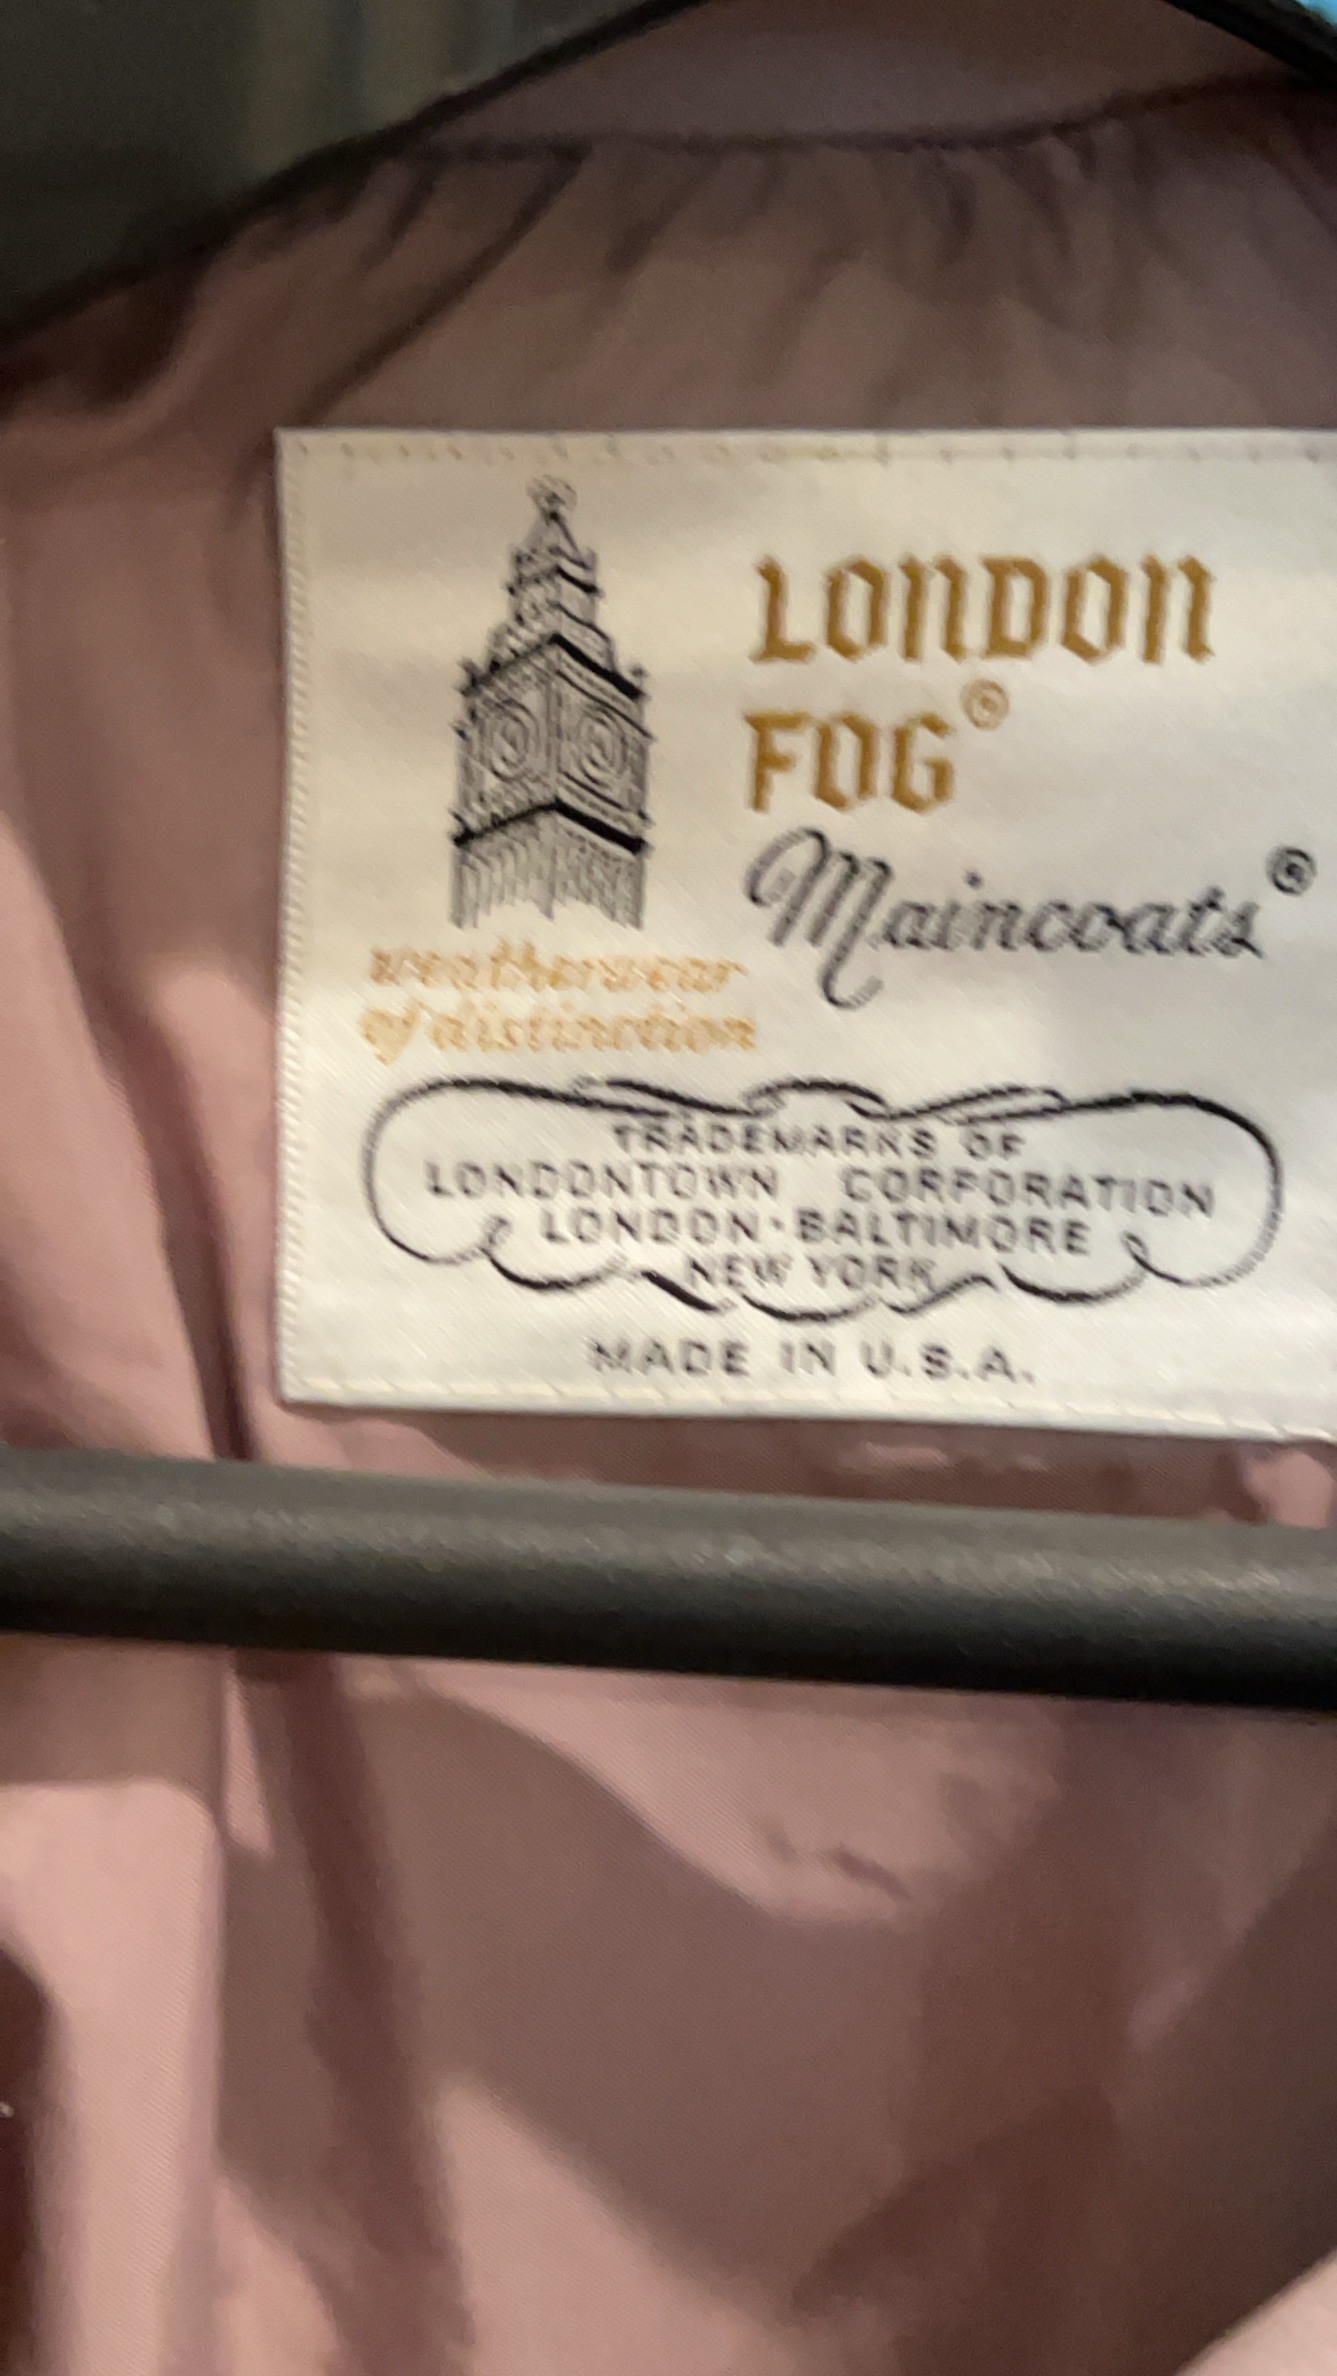 LONDON
FOG®
Maincoats®
weatherwear
of distinction
TRADEMARKS OF
LONDONTOWN CORPORATION
LONDON · BALTIMORE
NEW YORK
MADE IN U.S.A.